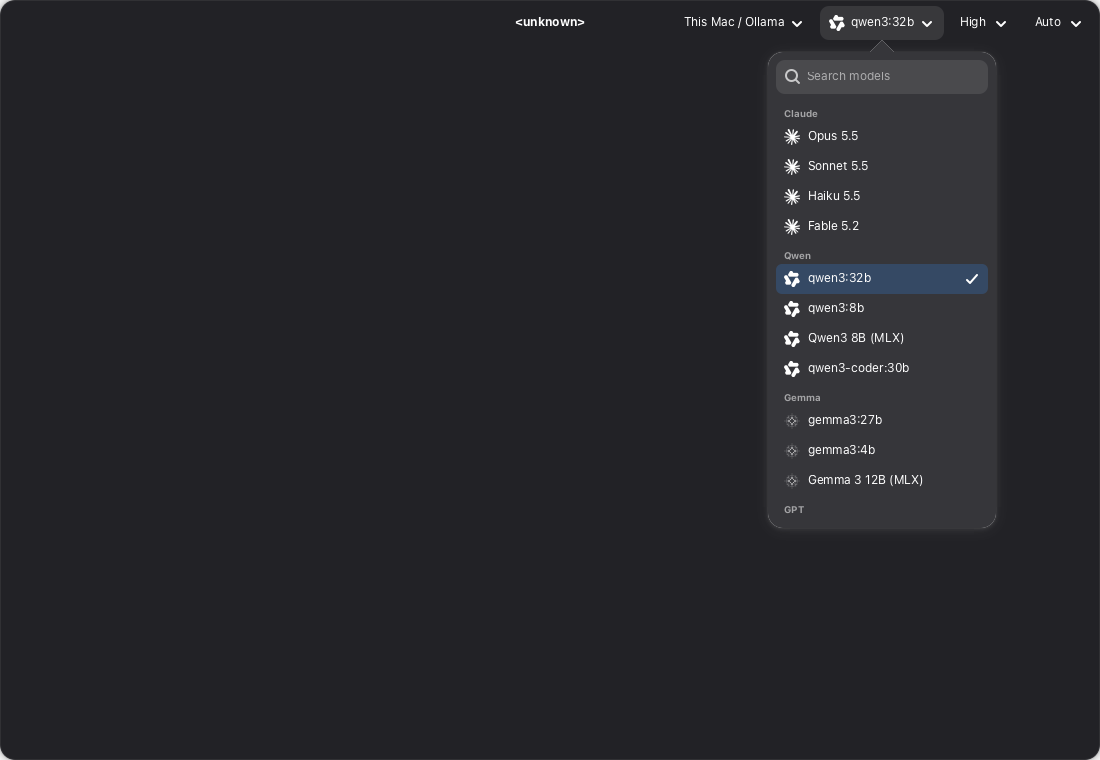 <unknown>
This Mac / Ollama
qwen3:32b
High
Auto
Search models
Claude
Opus 5.5
Sonnet 5.5
Haiku 5.5
Fable 5.2
Qwen
qwen3:32b
qwen3:8b
Qwen3 8B (MLX)
qwen3-coder:30b
Gemma
gemma3:27b
gemma3:4b
Gemma 3 12B (MLX)
GPT